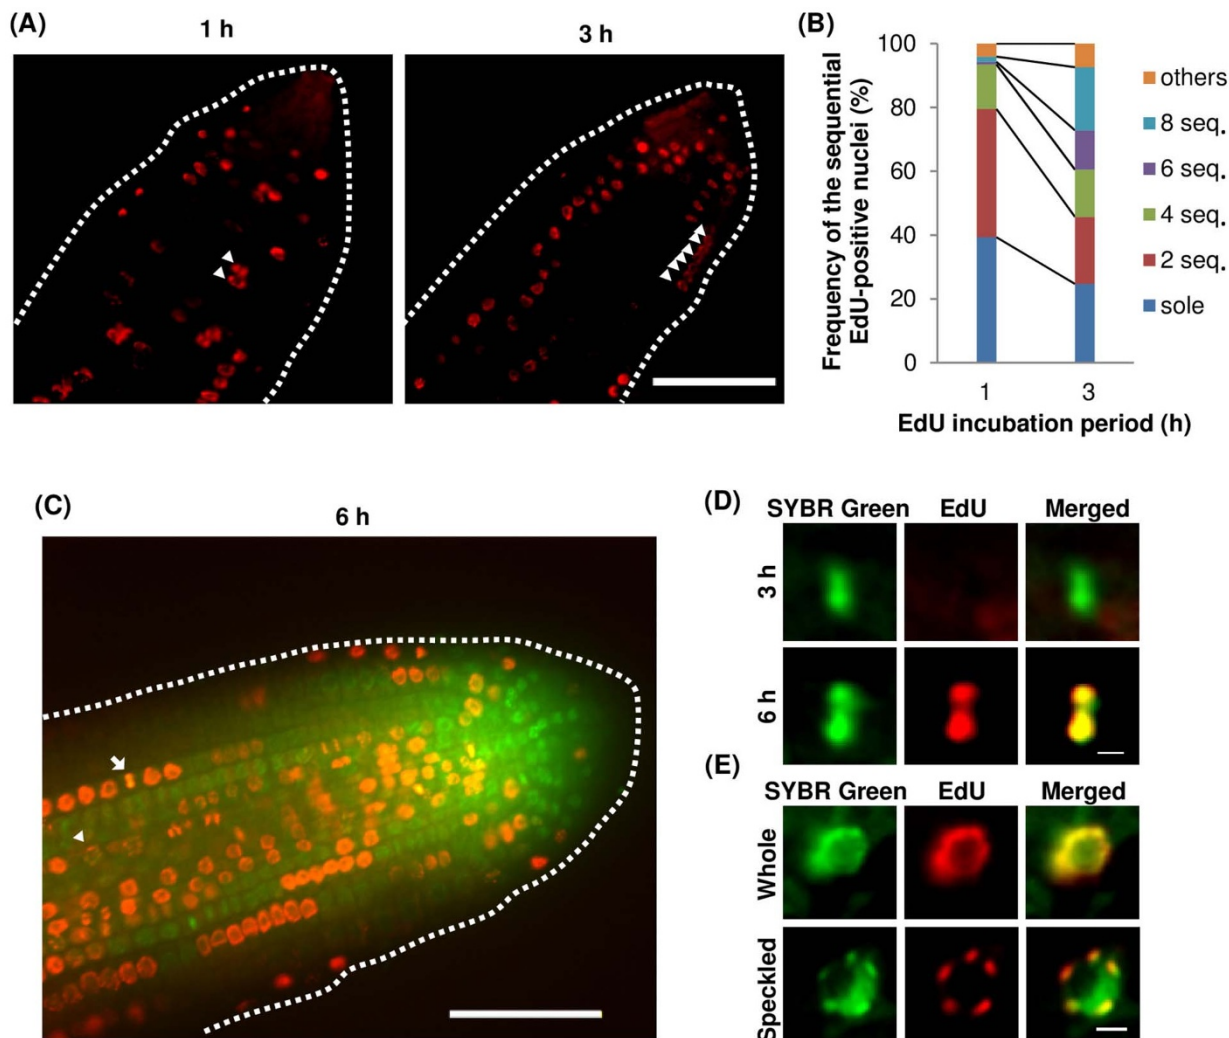 (A)
1 h
3 h
(B)
Frequency of the sequential
EdU-positive nuclei (%)
100
80
60
40
20
0
1
3
EdU incubation period (h)
others
8 seq.
6 seq.
4 seq.
2 seq.
sole
(C)
6 h
(D)
SYBR Green EdU Merged
3 h
6 h
(E)
SYBR Green EdU Merged
Whole
Speckled